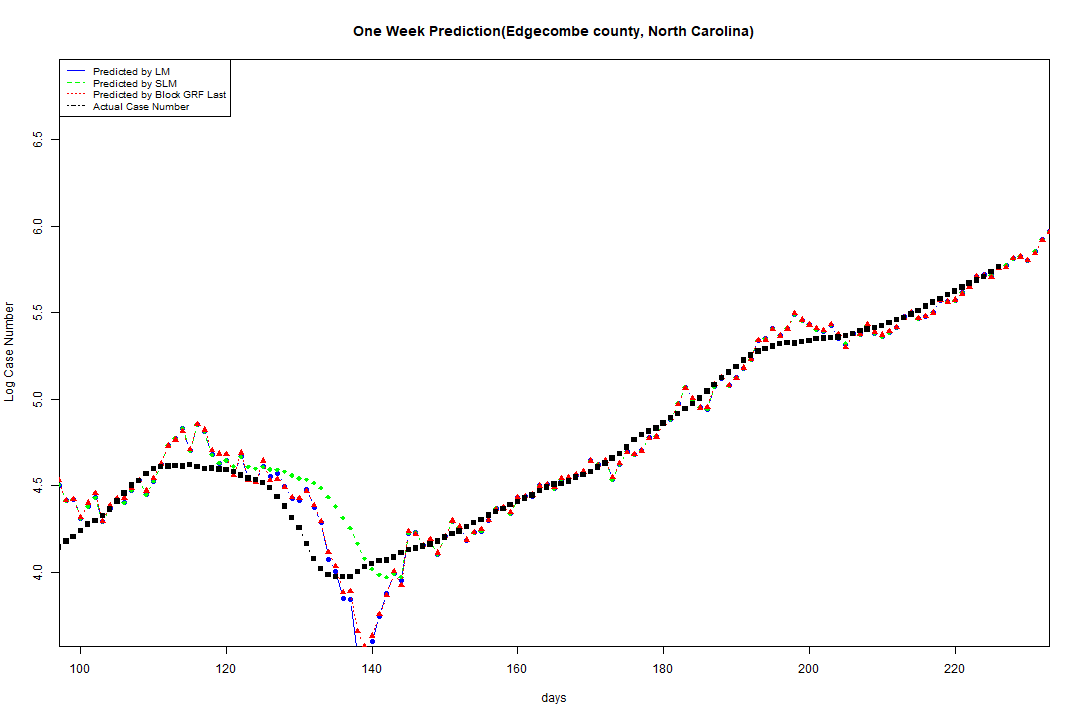 One Week Prediction(Edgecombe county, North Carolina)
Predicted by LM
Predicted by SLM
Predicted by Block GRF Last
Actual Case Number
6.5
6.0
5.5
5.0
4.5
4.0
Log Case Number
100 120 140 160 180 200 220
days